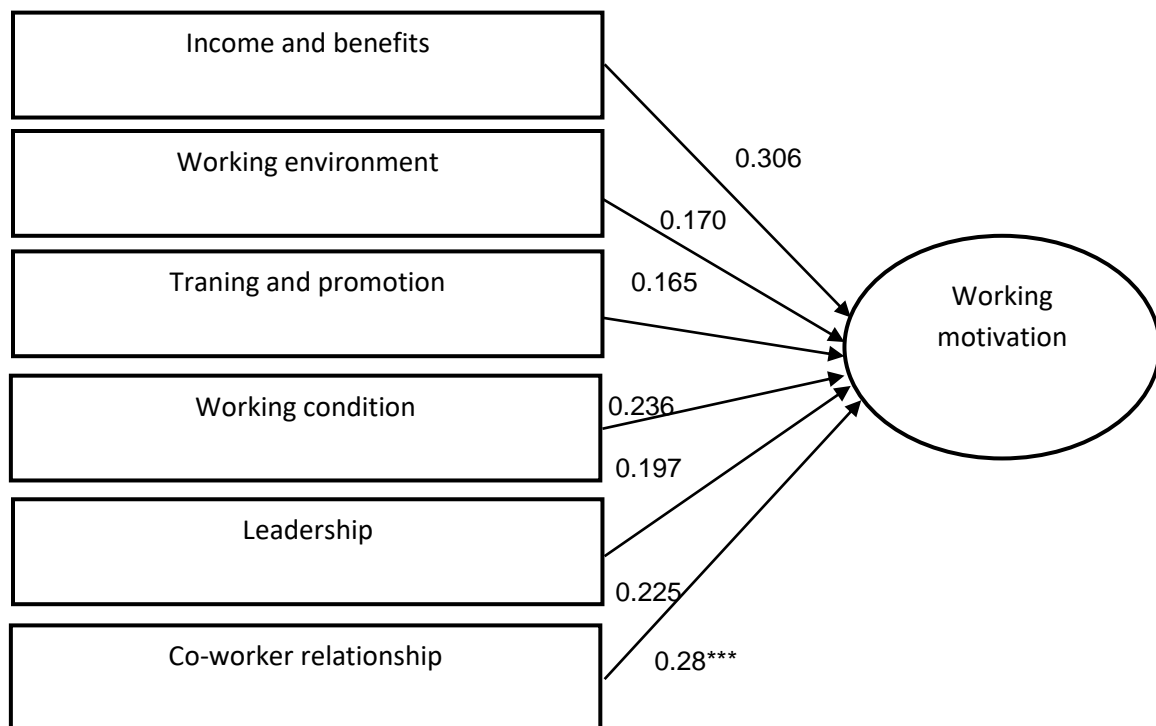 Income and benefits
Working environment
0.306
0.170
Traning and promotion
0.165
Working
motivation
Working condition
0.236
0.197
Leadership
0.225
Co-worker relationship
0.28***